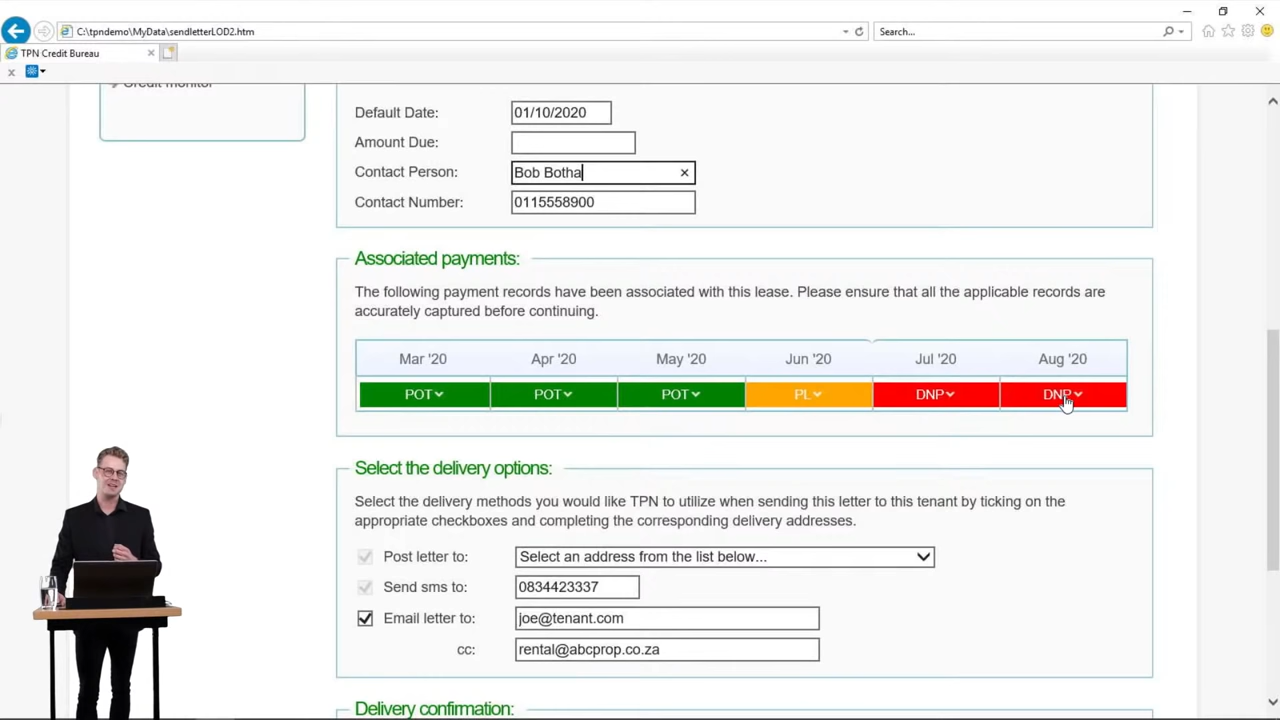 C:\tpndemo\MyData\sendletterLOD2.htm
Search...
TPN Credit Bureau
Credit monitor
Default Date: 01/10/2020
Amount Due:
Contact Person: Bob Botha
Contact Number: 0115558900
Associated payments:
The following payment records have been associated with this lease. Please ensure that all the applicable records are
accurately captured before continuing.
Mar '20 Apr '20 May '20 Jun '20 Jul '20 Aug '20
POT POT POT PL DNP DNP
Select the delivery options:
Select the delivery methods you would like TPN to utilize when sending this letter to this tenant by ticking on the
appropriate checkboxes and completing the corresponding delivery addresses.
Post letter to: Select an address from the list below...
Send sms to: 0834423337
Email letter to: joe@tenant.com
cc: rental@abcprop.co.za
Delivery confirmation: